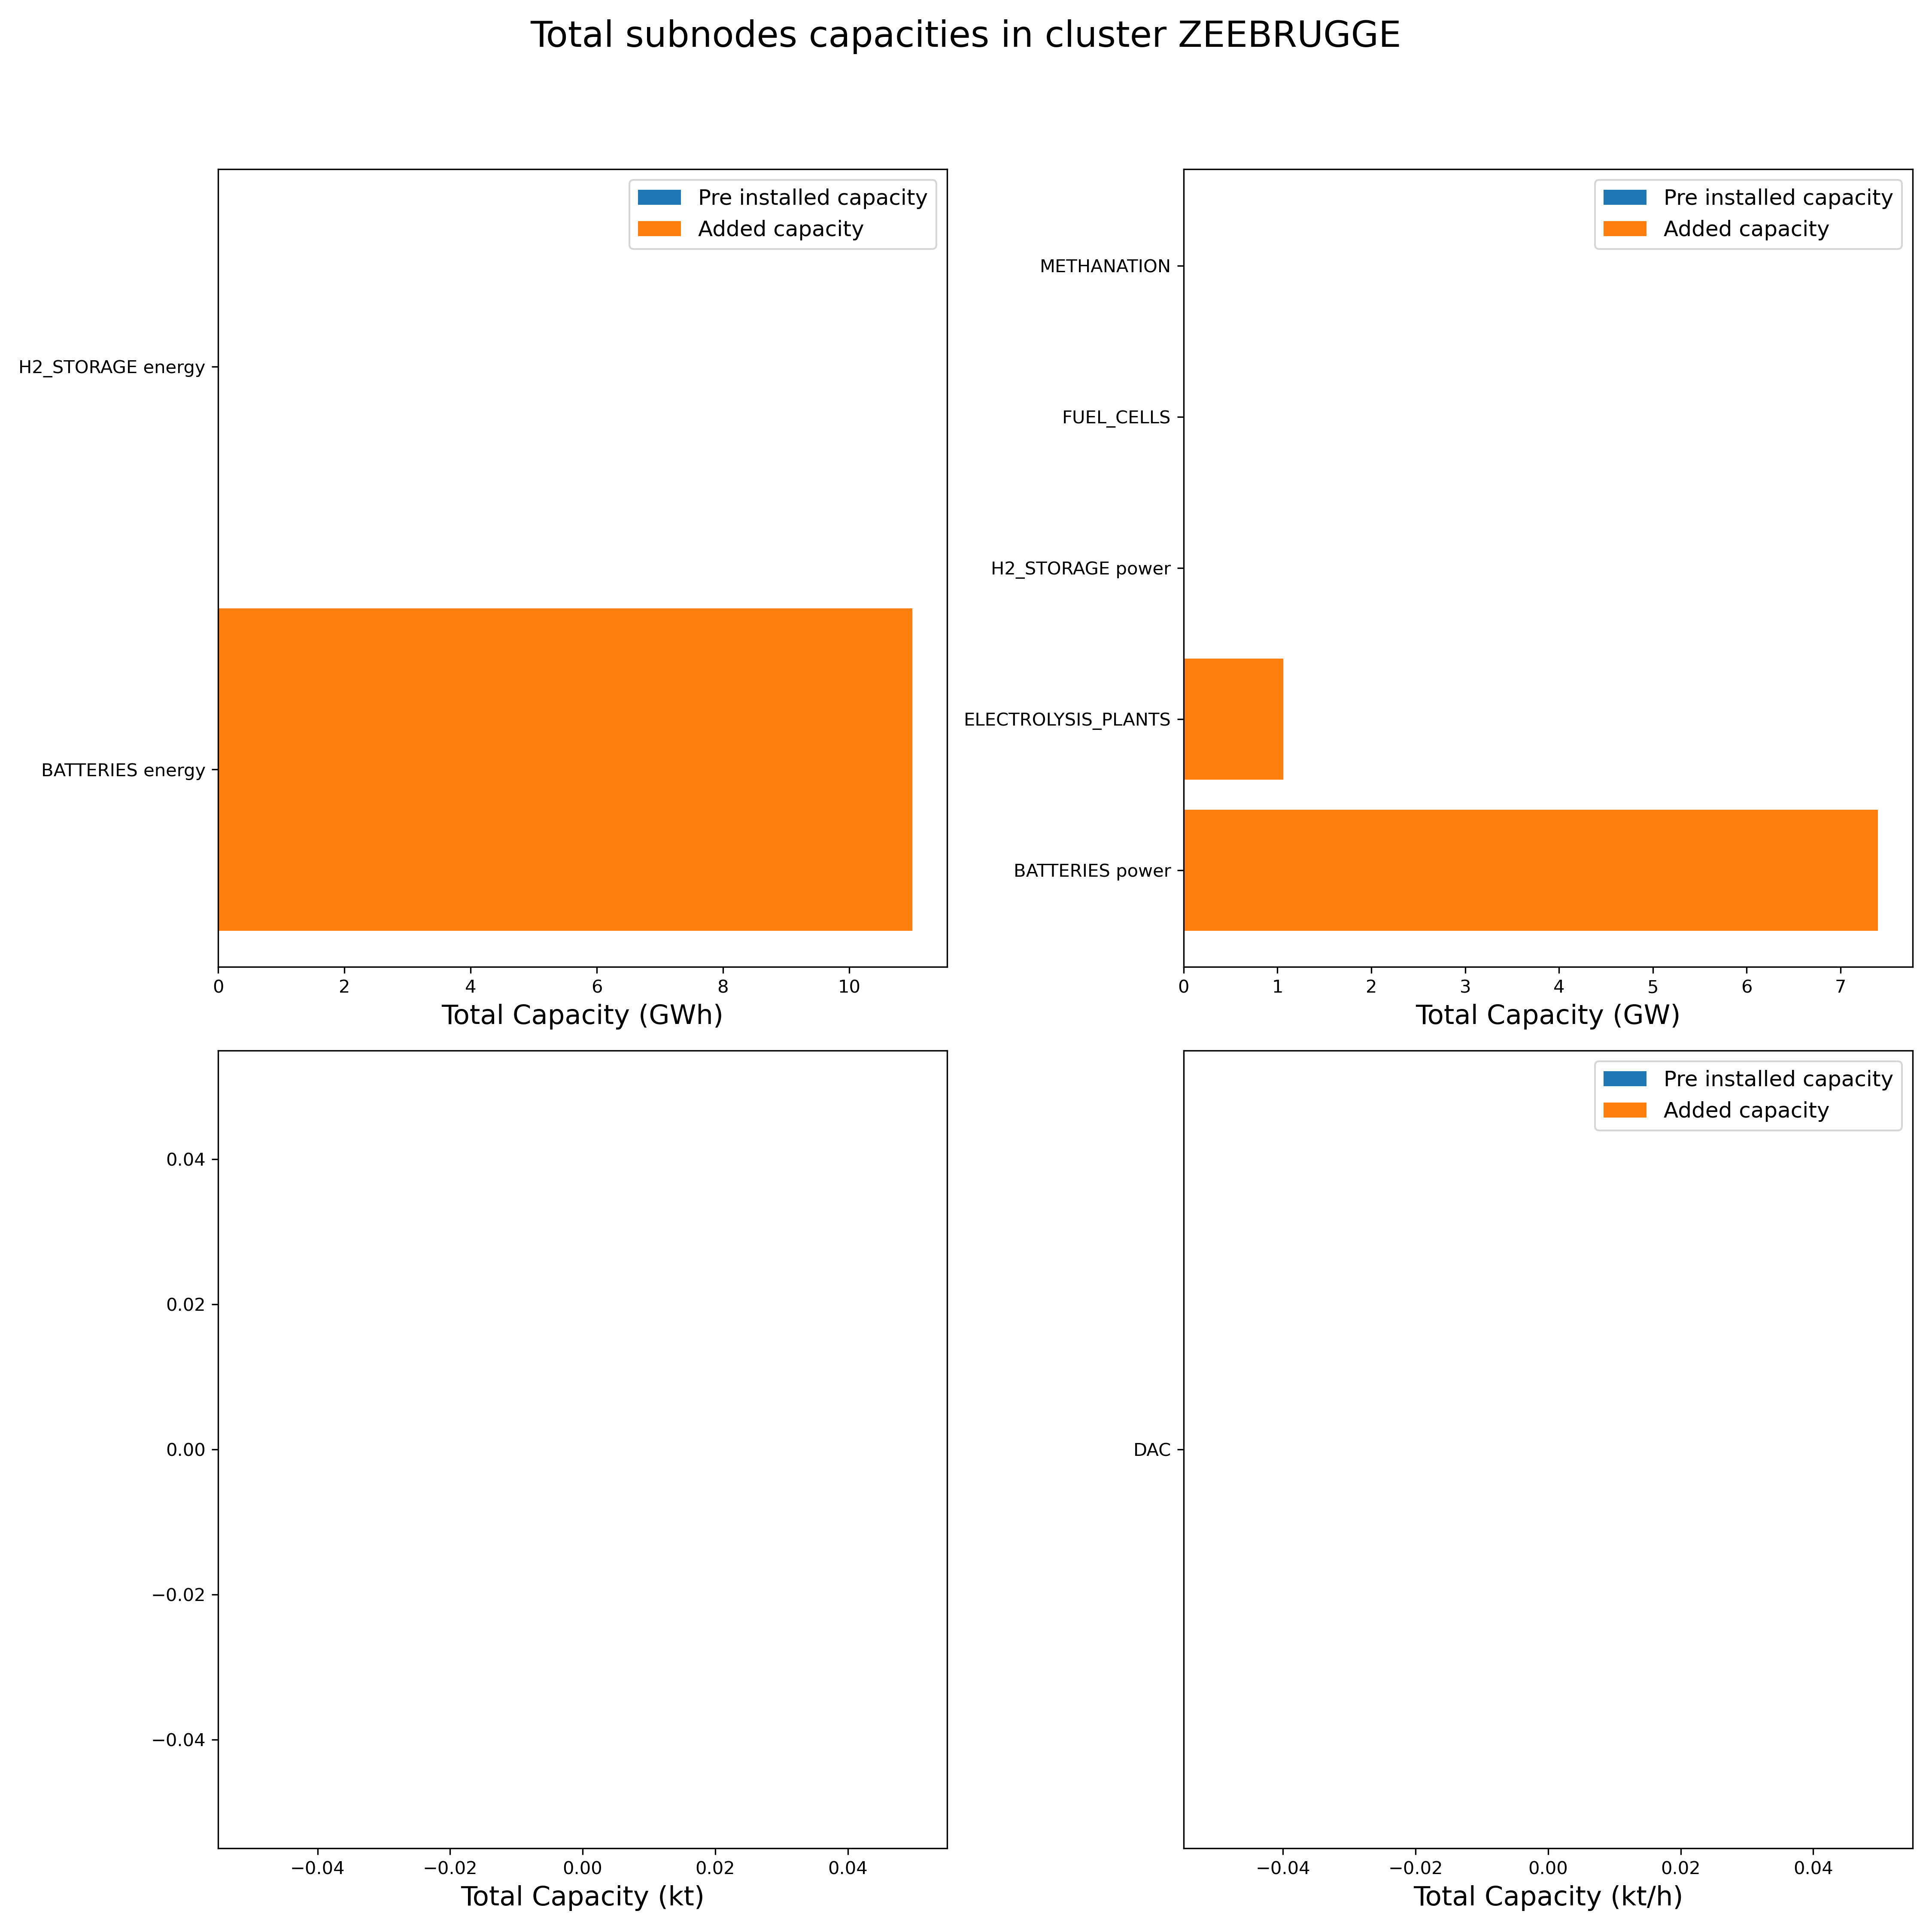 Total subnodes capacities in cluster ZEEBRUGGE
Pre installed capacity
Added capacity
H2_STORAGE energy
BATTERIES energy
0 2 4 6 8 10
Total Capacity (GWh)
Pre installed capacity
Added capacity
METHANATION
FUEL_CELLS
H2_STORAGE power
ELECTROLYSIS_PLANTS
BATTERIES power
0 1 2 3 4 5 6 7
Total Capacity (GW)
0.04
0.02
0.00
−0.02
−0.04
−0.04 −0.02 0.00 0.02 0.04
Total Capacity (kt)
Pre installed capacity
Added capacity
DAC
−0.04 −0.02 0.00 0.02 0.04
Total Capacity (kt/h)